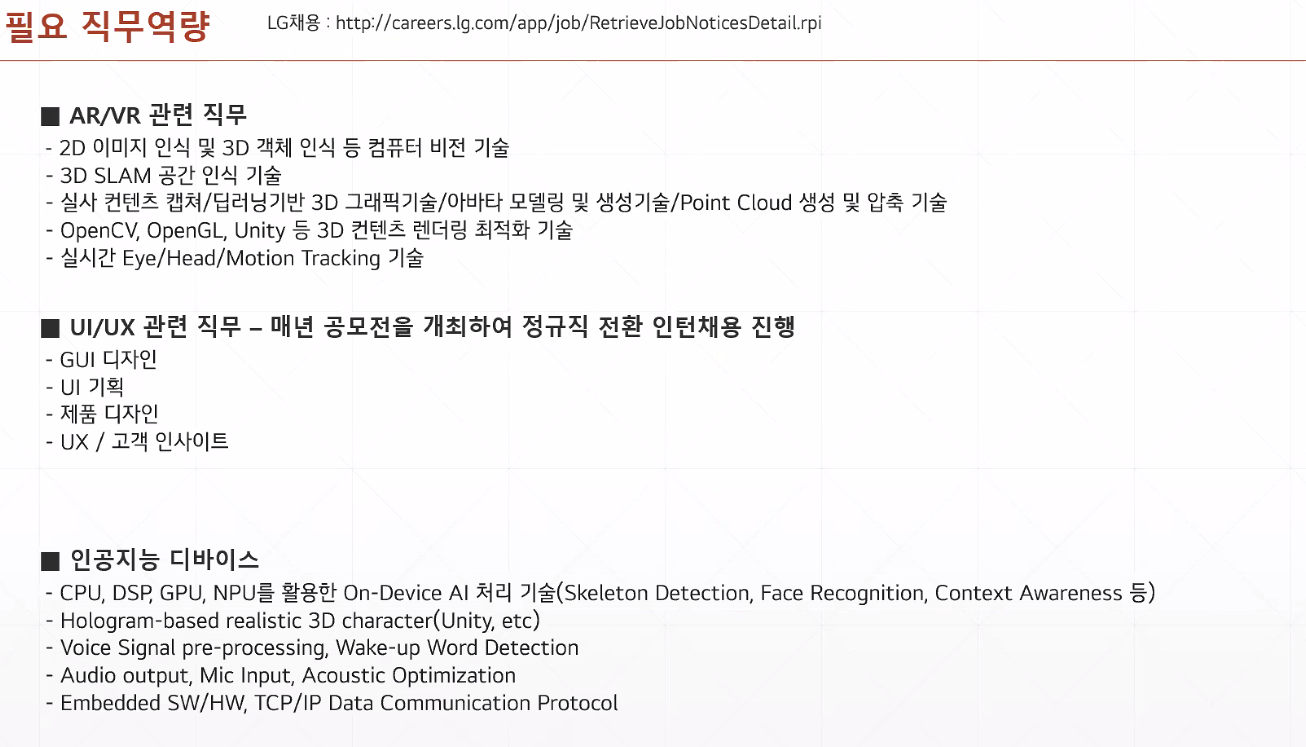 필요 직무역량
LG채용 : http://careers.lg.com/app/job/RetrieveJobNoticesDetail.rpi
■ AR/VR 관련 직무
- 2D 이미지 인식 및 3D 객체 인식 등 컴퓨터 비전 기술
- 3D SLAM 공간 인식 기술
- 실사 컨텐츠 캡쳐/딥러닝기반 3D 그래픽기술/아바타 모델링 및 생성기술/Point Cloud 생성 및 압축 기술
- OpenCV, OpenGL, Unity 등 3D 컨텐츠 렌더링 최적화 기술
- 실시간 Eye/Head/Motion Tracking 기술
■ UI/UX 관련 직무 – 매년 공모전을 개최하여 정규직 전환 인턴채용 진행
- GUI 디자인
- UI 기획
- 제품 디자인
- UX / 고객 인사이트
■ 인공지능 디바이스
- CPU, DSP, GPU, NPU를 활용한 On-Device AI 처리 기술(Skeleton Detection, Face Recognition, Context Awareness 등)
- Hologram-based realistic 3D character(Unity, etc)
- Voice Signal pre-processing, Wake-up Word Detection
- Audio output, Mic Input, Acoustic Optimization
- Embedded SW/HW, TCP/IP Data Communication Protocol